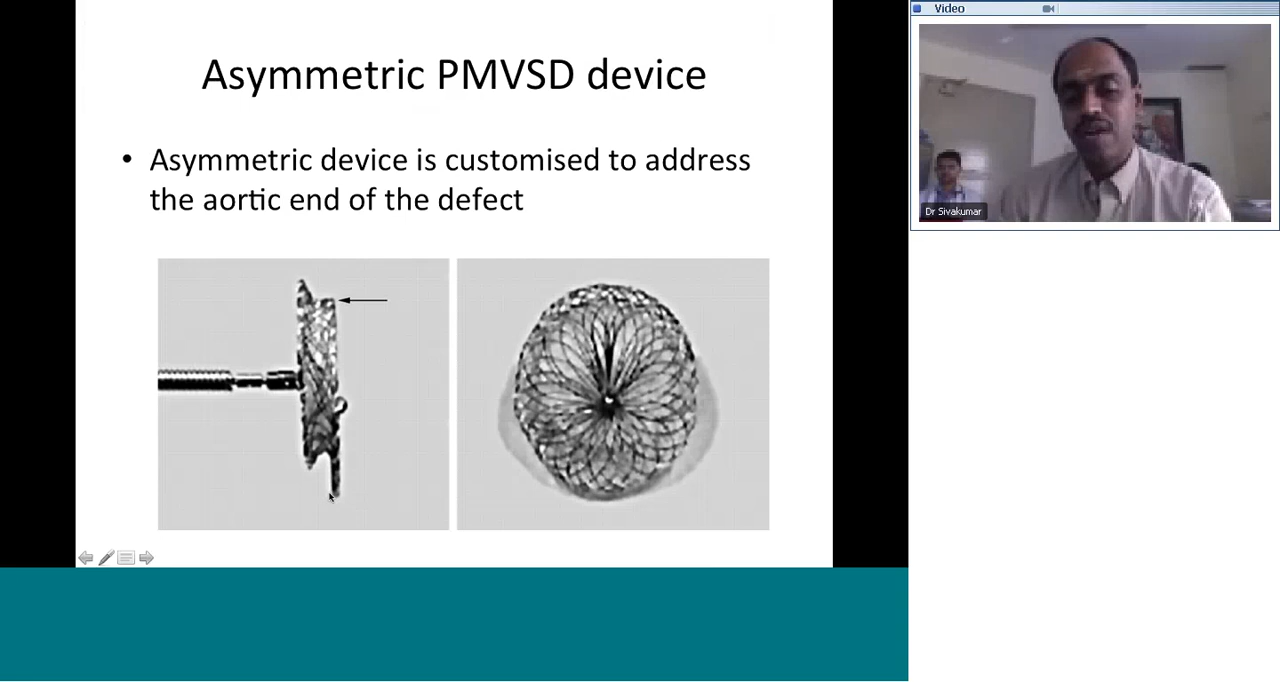 Asymmetric PMVSD device
• Asymmetric device is customised to address
the aortic end of the defect
Video
Dr Sivakumar